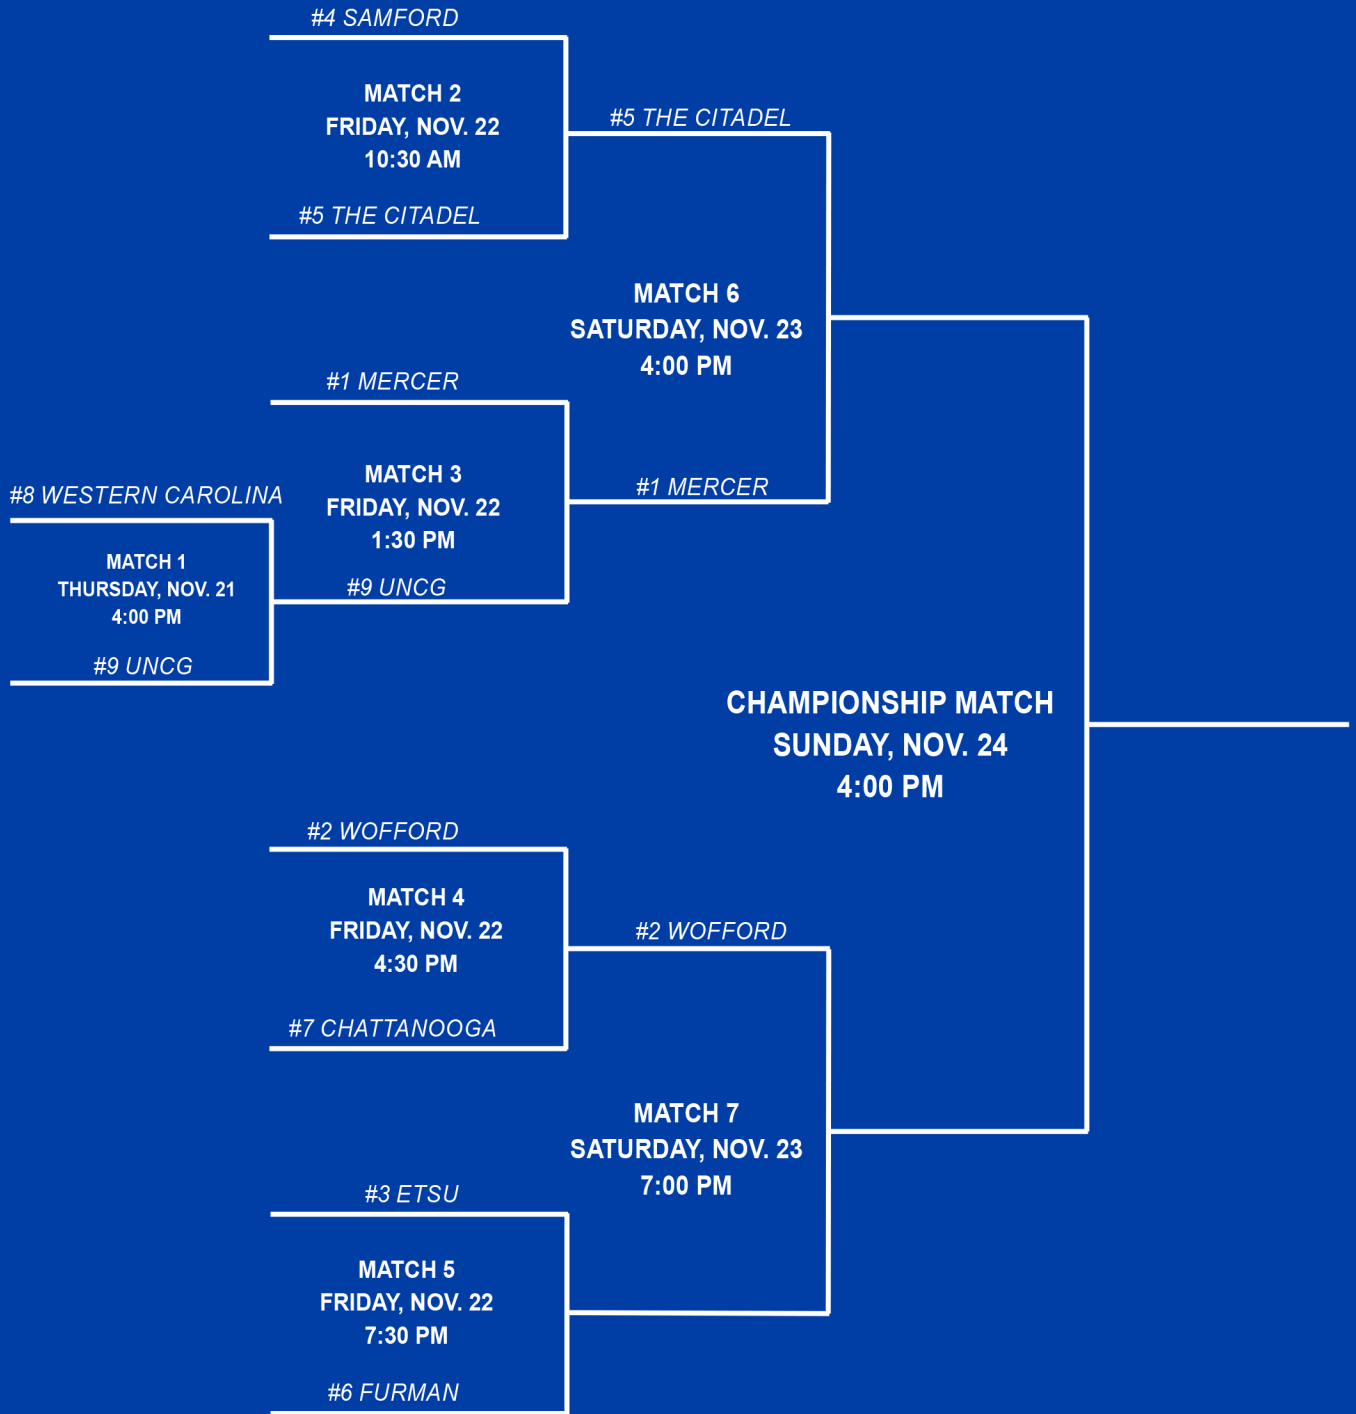 #4 SAMFORD
MATCH 2
FRIDAY, NOV. 22
10:30 AM
#5 THE CITADEL
#5 THE CITADEL
MATCH 6
SATURDAY, NOV. 23
4:00 PM
#1 MERCER
MATCH 3
FRIDAY, NOV. 22
1:30 PM
#1 MERCER
#8 WESTERN CAROLINA
MATCH 1
THURSDAY, NOV. 21
4:00 PM
#9 UNCG
#9 UNCG
CHAMPIONSHIP MATCH
SUNDAY, NOV. 24
4:00 PM
#2 WOFFORD
MATCH 4
FRIDAY, NOV. 22
4:30 PM
#2 WOFFORD
#7 CHATTANOOGA
MATCH 7
SATURDAY, NOV. 23
7:00 PM
#3 ETSU
MATCH 5
FRIDAY, NOV. 22
7:30 PM
#6 FURMAN